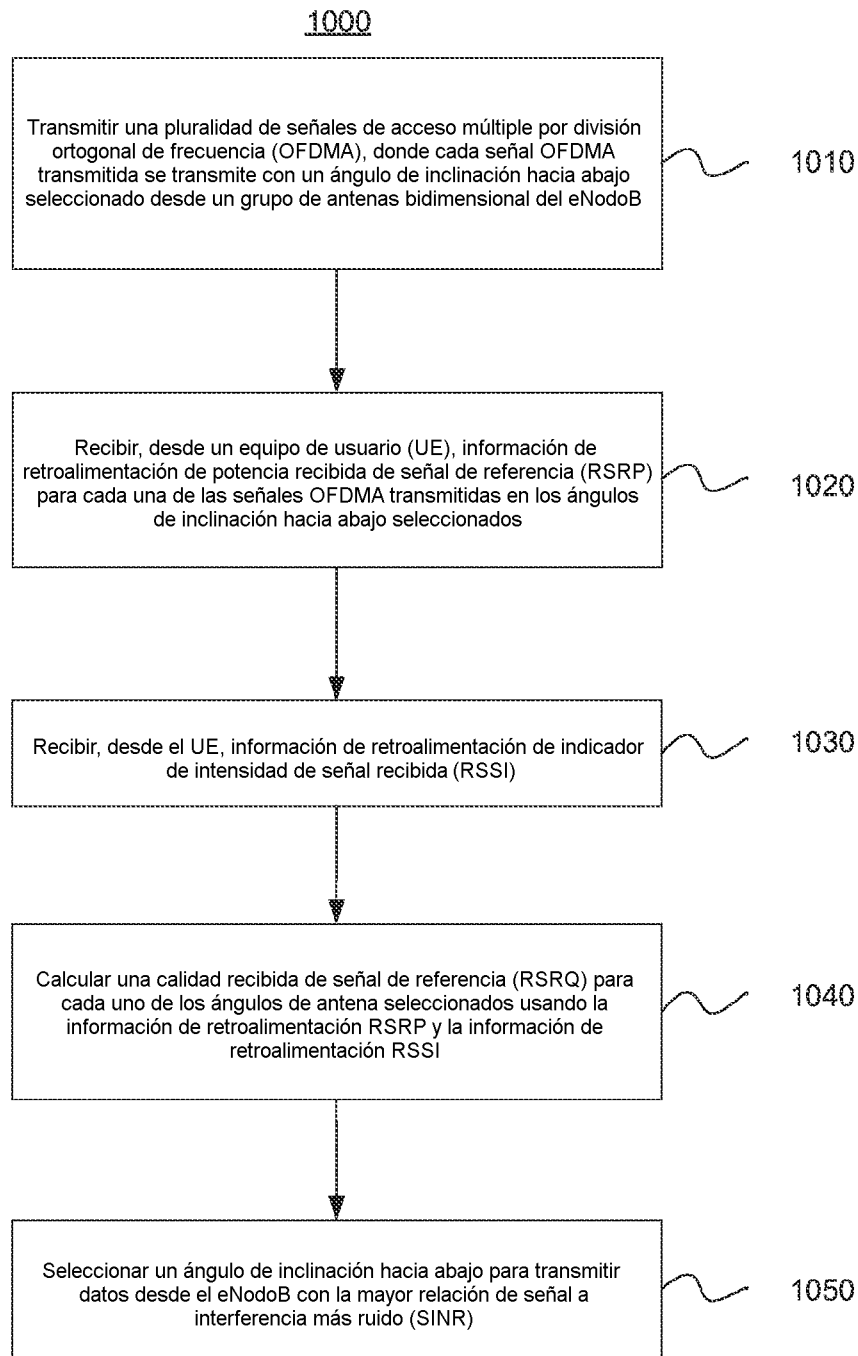 1000
Transmitir una pluralidad de señales de acceso múltiple por división
ortogonal de frecuencia (OFDMA), donde cada señal OFDMA
transmitida se transmite con un ángulo de inclinación hacia abajo
seleccionado desde un grupo de antenas bidimensional del eNodoB
1010
Recibir, desde un equipo de usuario (UE), información de
retroalimentación de potencia recibida de señal de referencia (RSRP)
para cada una de las señales OFDMA transmitidas en los ángulos
de inclinación hacia abajo seleccionados
1020
Recibir, desde el UE, información de retroalimentación de indicador
de intensidad de señal recibida (RSSI)
1030
Calcular una calidad recibida de señal de referencia (RSRQ) para
cada uno de los ángulos de antena seleccionados usando la
información de retroalimentación RSRP y la información de
retroalimentación RSSI
1040
Seleccionar un ángulo de inclinación hacia abajo para transmitir
datos desde el eNodoB con la mayor relación de señal a
interferencia más ruido (SINR)
1050